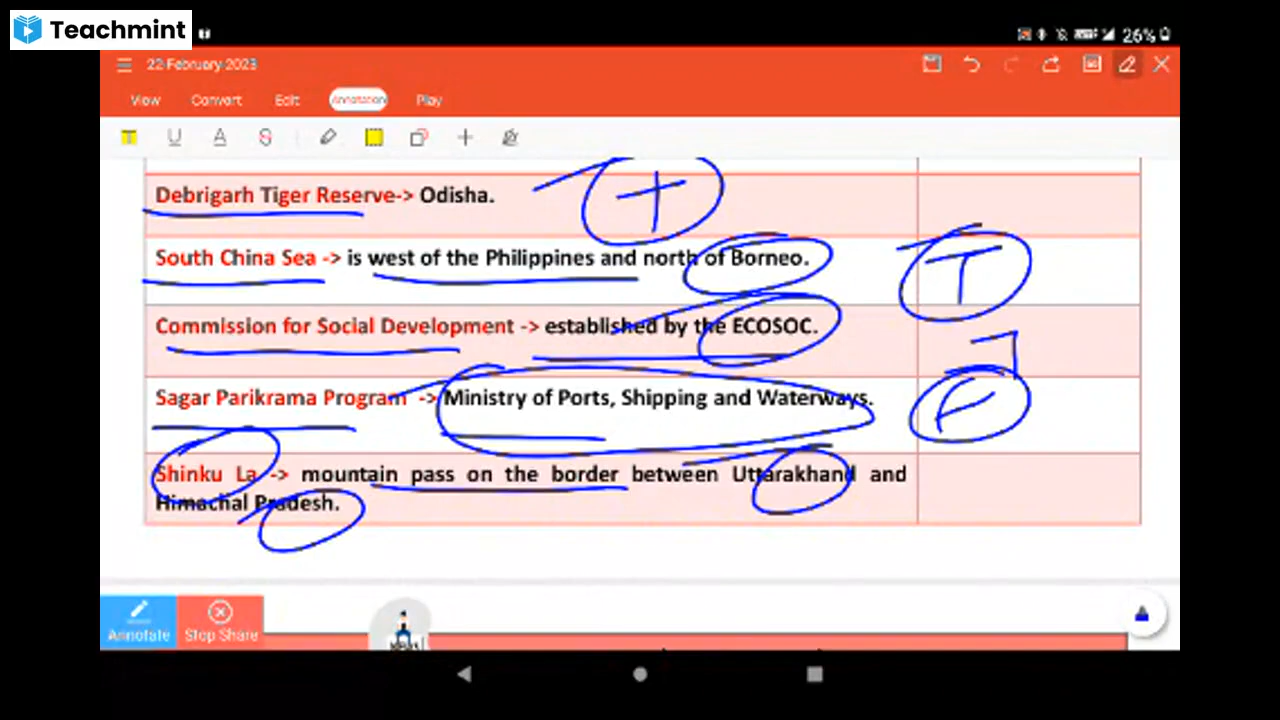 Teachmint
26%
22 February 2023
View Convert Edit Annotation Play
T U A S
Debrigarh Tiger Reserve-> Odisha.
T
South China Sea -> is west of the Philippines and north of Borneo.
T
Commission for Social Development -> established by the ECOSOC.
Sagar Parikrama Program -> Ministry of Ports, Shipping and Waterways.
F
Shinku La -> mountain pass on the border between Uttarakhand and
Himachal Pradesh.
Annotate Stop Share